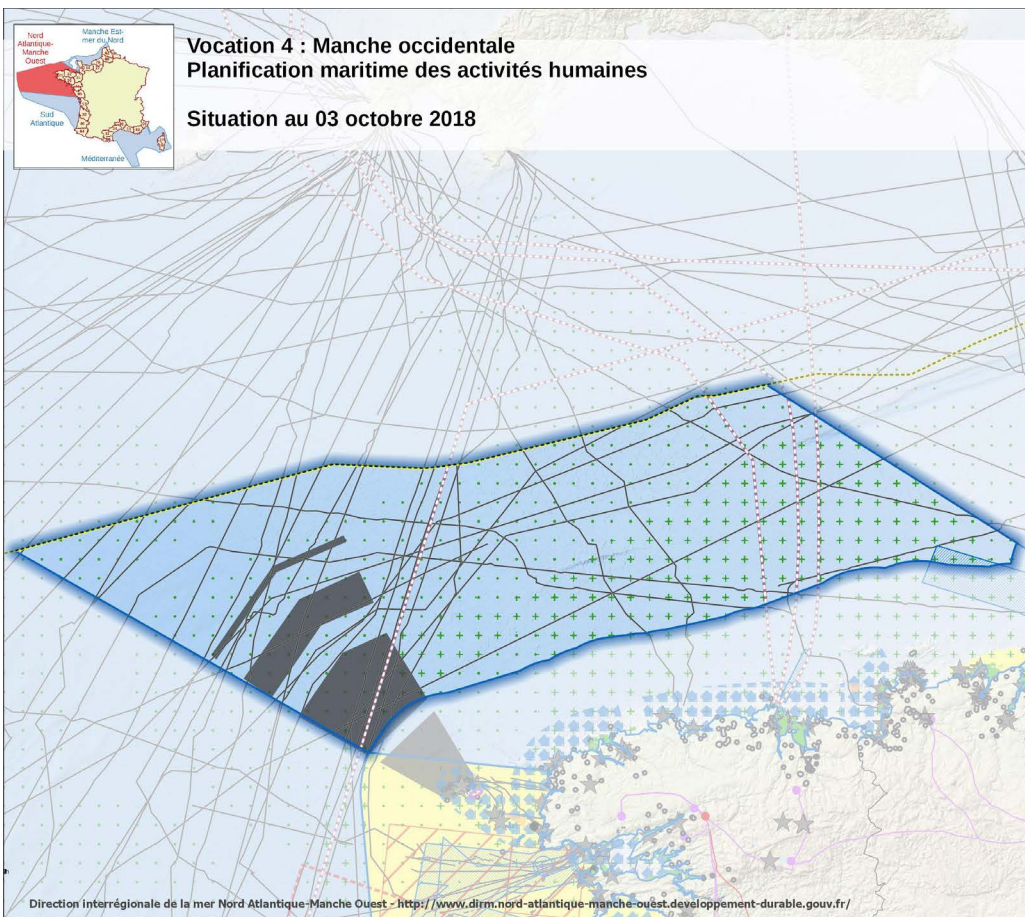 Vocation 4 : Manche occidentale
Planification maritime des activités humaines
Situation au 03 octobre 2018
Nord
Atlantique-
Manche
Ouest
Manche Est-
mer du Nord
Sud
Atlantique
Méditerranée
Direction interrégionale de la mer Nord Atlantique-Manche Ouest - http://www.dirm.nord-atlantique-manche-ouest.developpement-durable.gouv.fr/